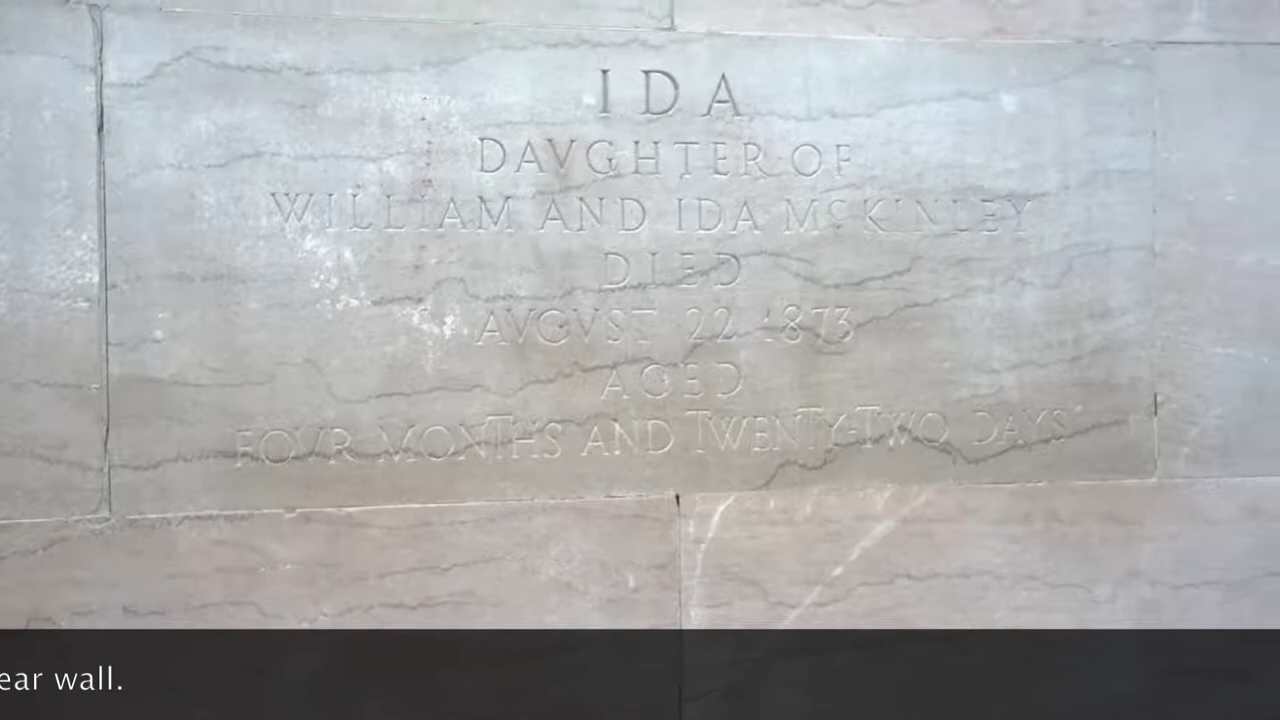 IDA
DAVGHTER OF
WILLIAM AND IDA MCKINLEY
DIED
AVGVST 22 1873
AGED
FOVR MONTHS AND TWENTY-TWO DAYS
ear wall.